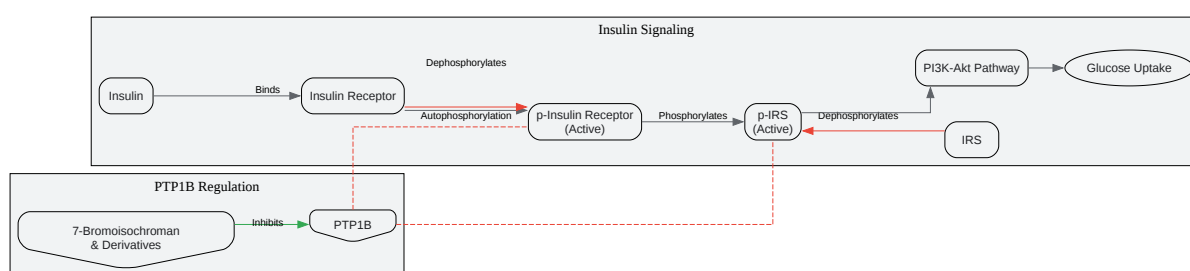 Insulin Signaling
Dephosphorylates
PI3K-Akt Pathway
Glucose Uptake
Insulin
Binds
Insulin Receptor
Autophosphorylation
p-Insulin Receptor
(Active)
Phosphorylates
p-IRS
(Active)
Dephosphorylates
IRS
PTP1B Regulation
7-Bromoisochroman
& Derivatives
Inhibits
PTP1B